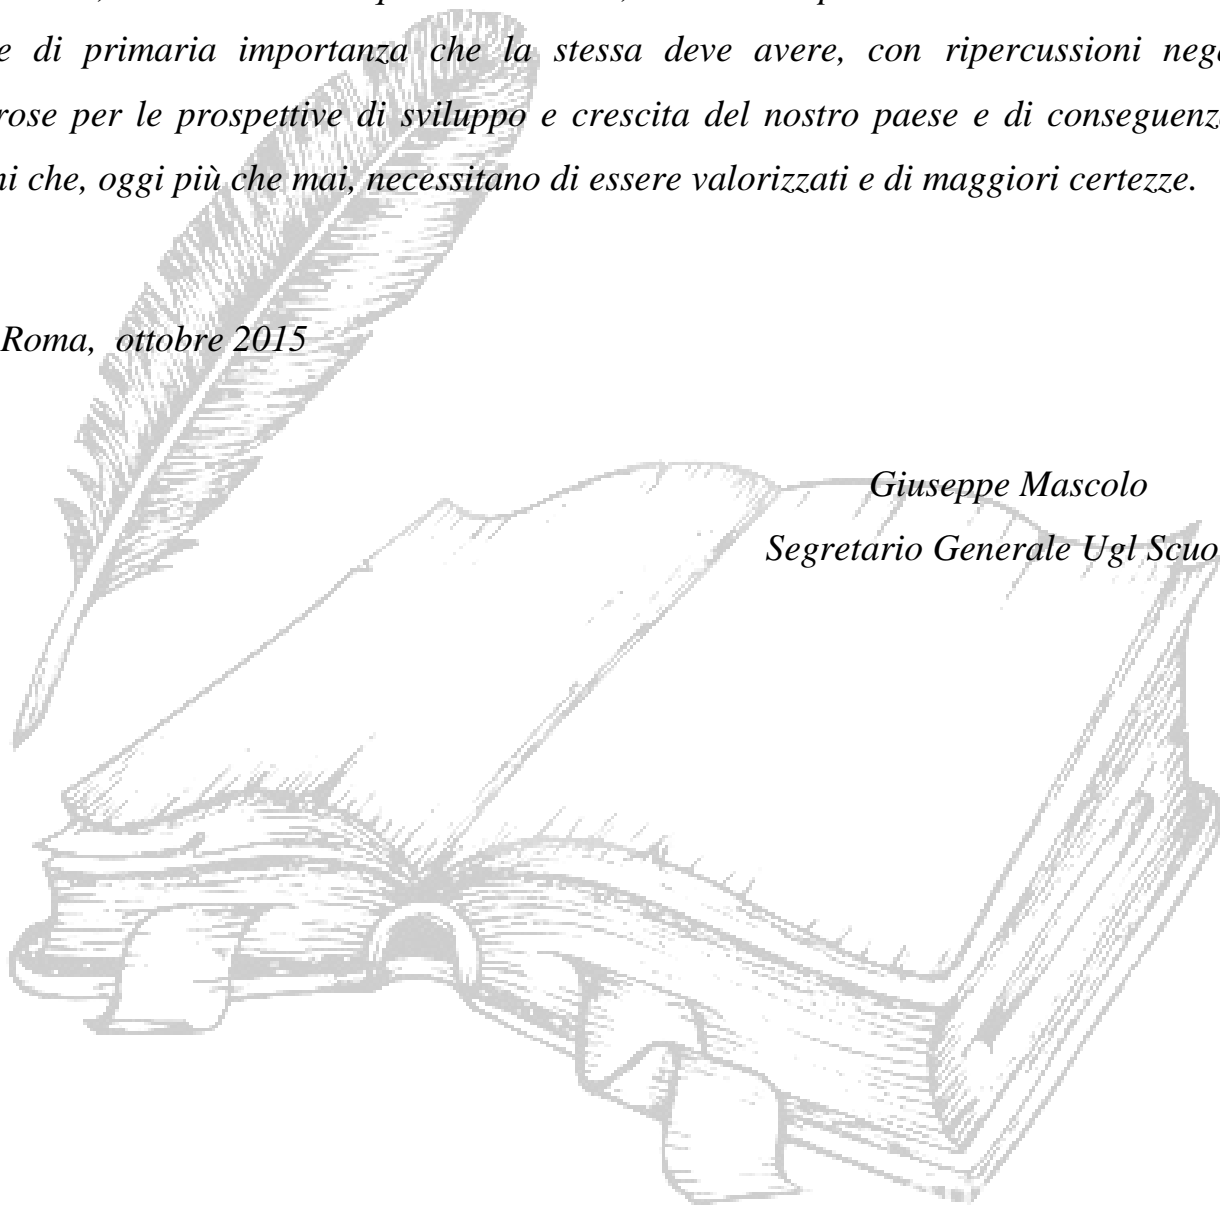 e di primaria importanza che la stessa deve avere, con ripercussioni nega
rose per le prospettive di sviluppo e crescita del nostro paese e di conseguenza
ni che, oggi più che mai, necessitano di essere valorizzati e di maggiori certezze.
Roma, ottobre 2015
Giuseppe Mascolo
Segretario Generale Ugl Scuo